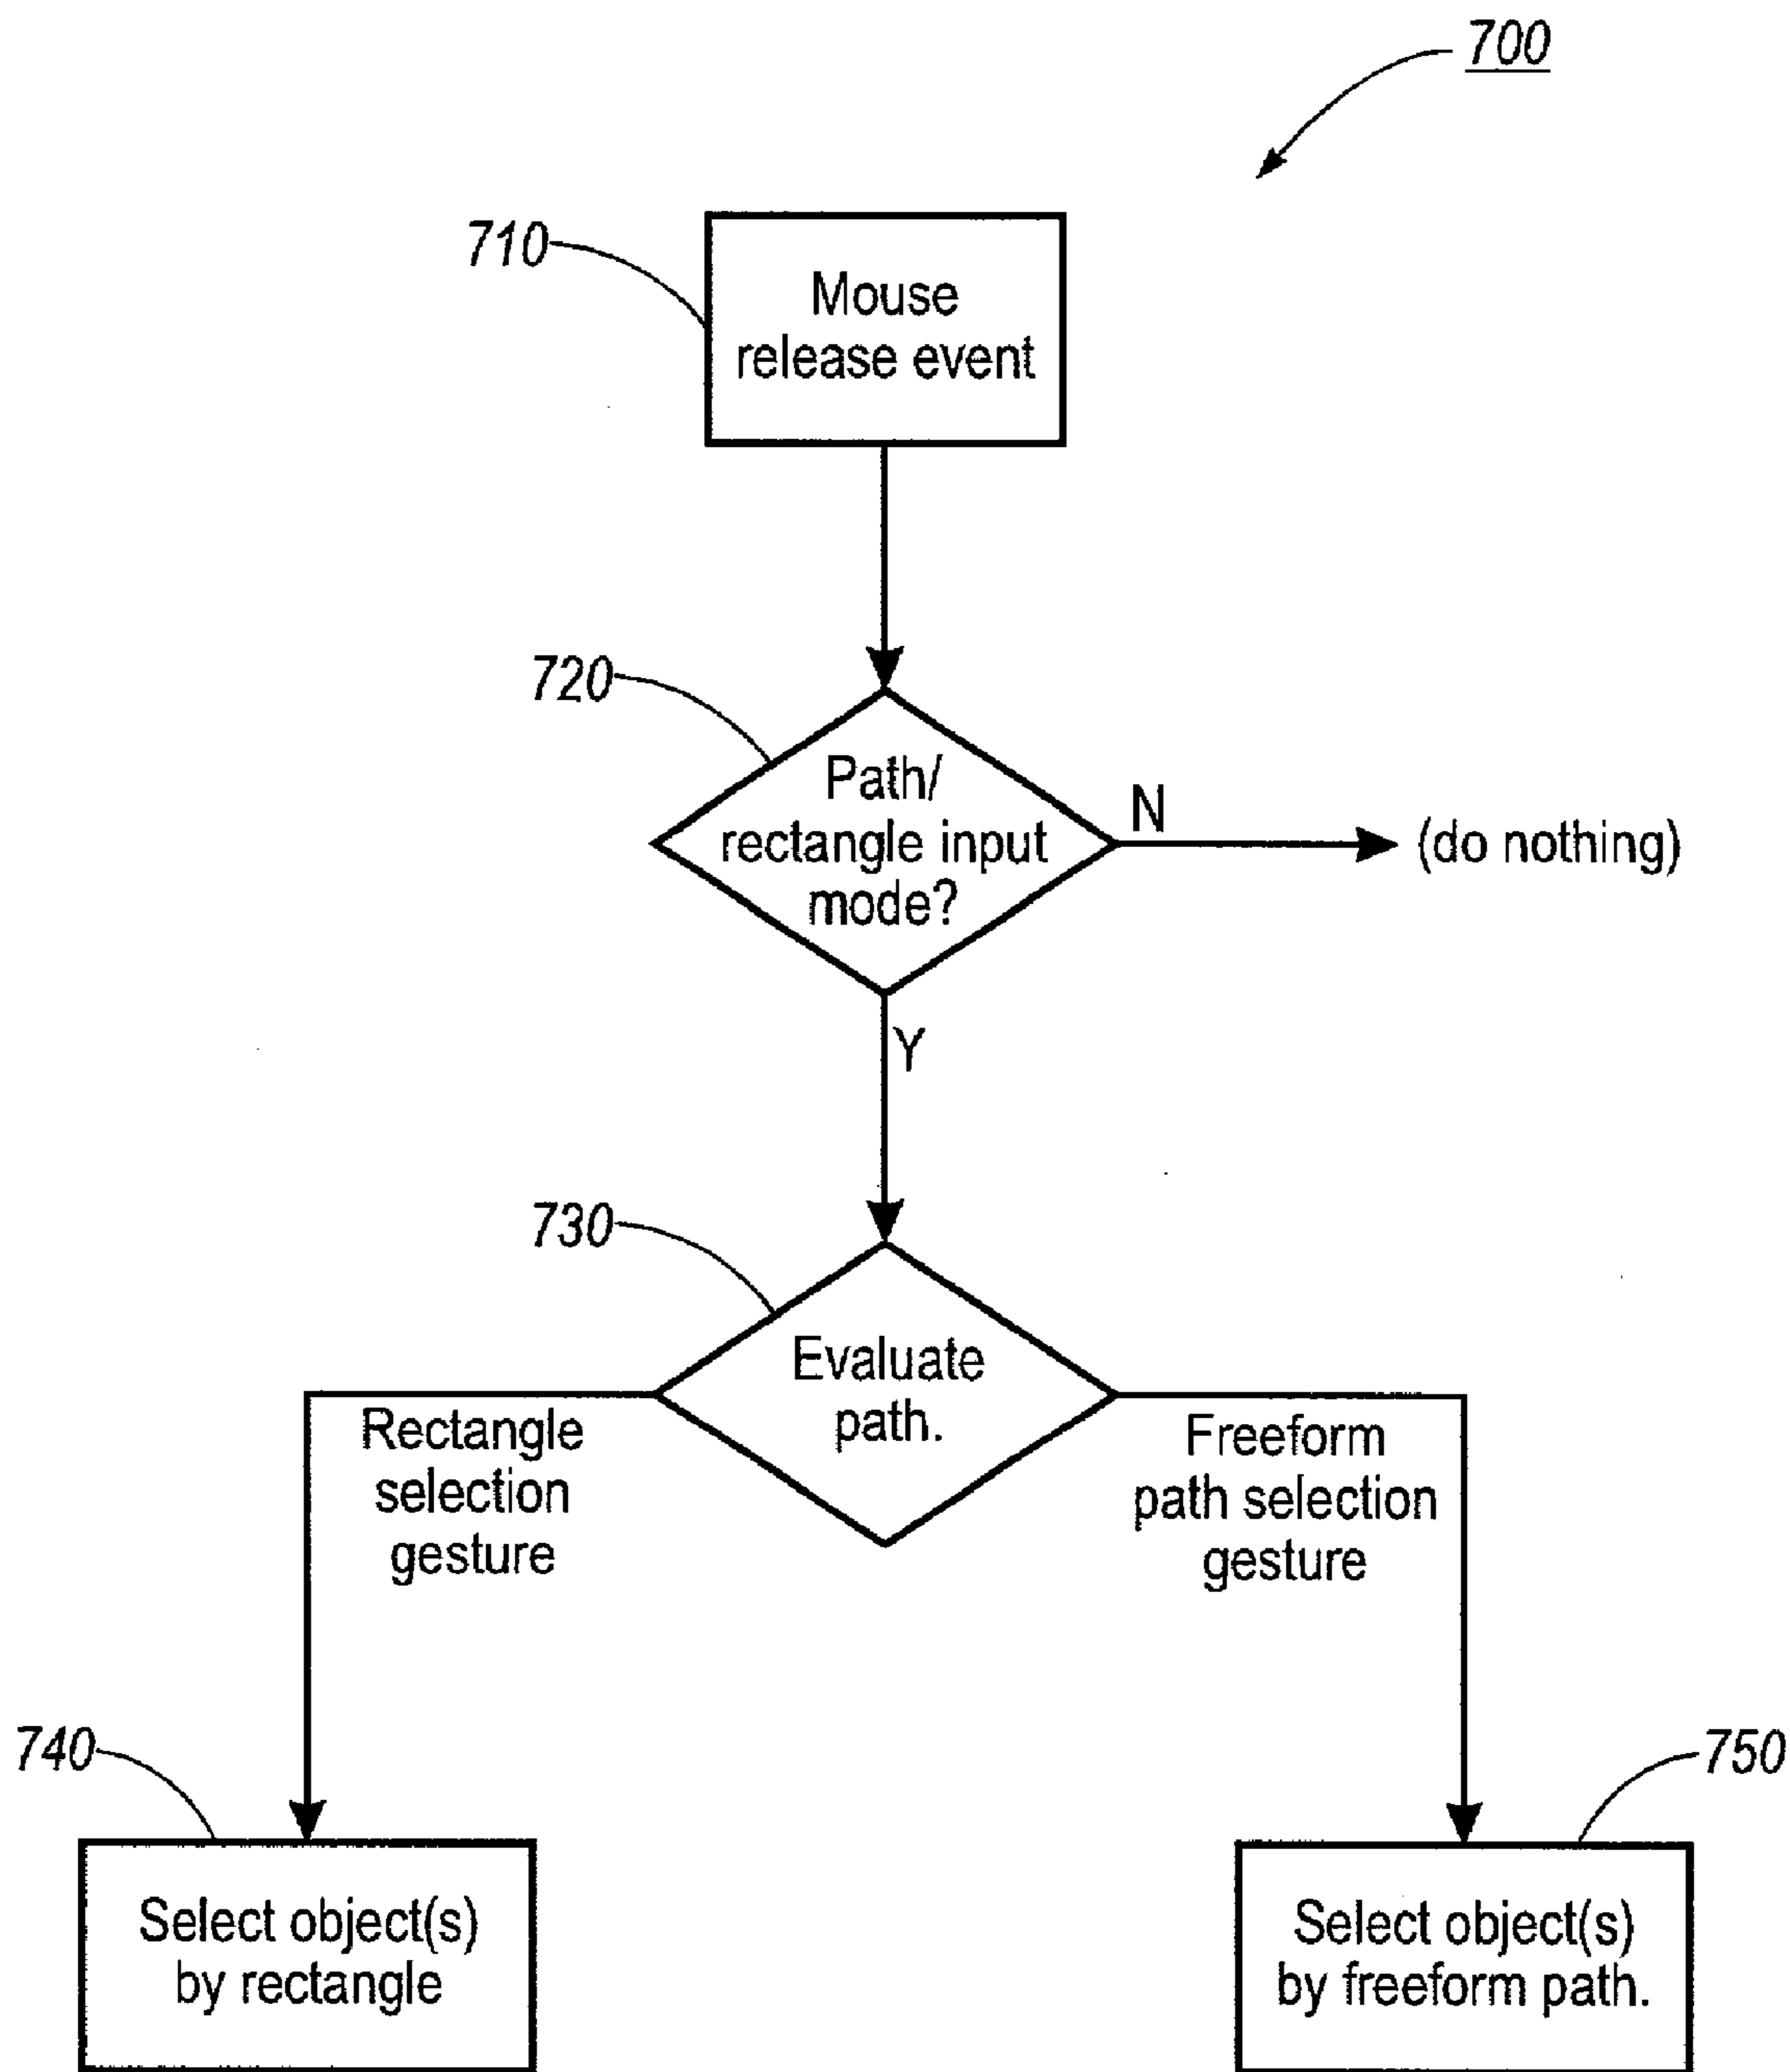 700
710
Mouse
release event
720
Path/
rectangle input
mode?
N
(do nothing)
Y
730
Evaluate
path.
Rectangle
selection
gesture
Freeform
path selection
gesture
740
Select object(s)
by rectangle
750
Select object(s)
by freeform path.